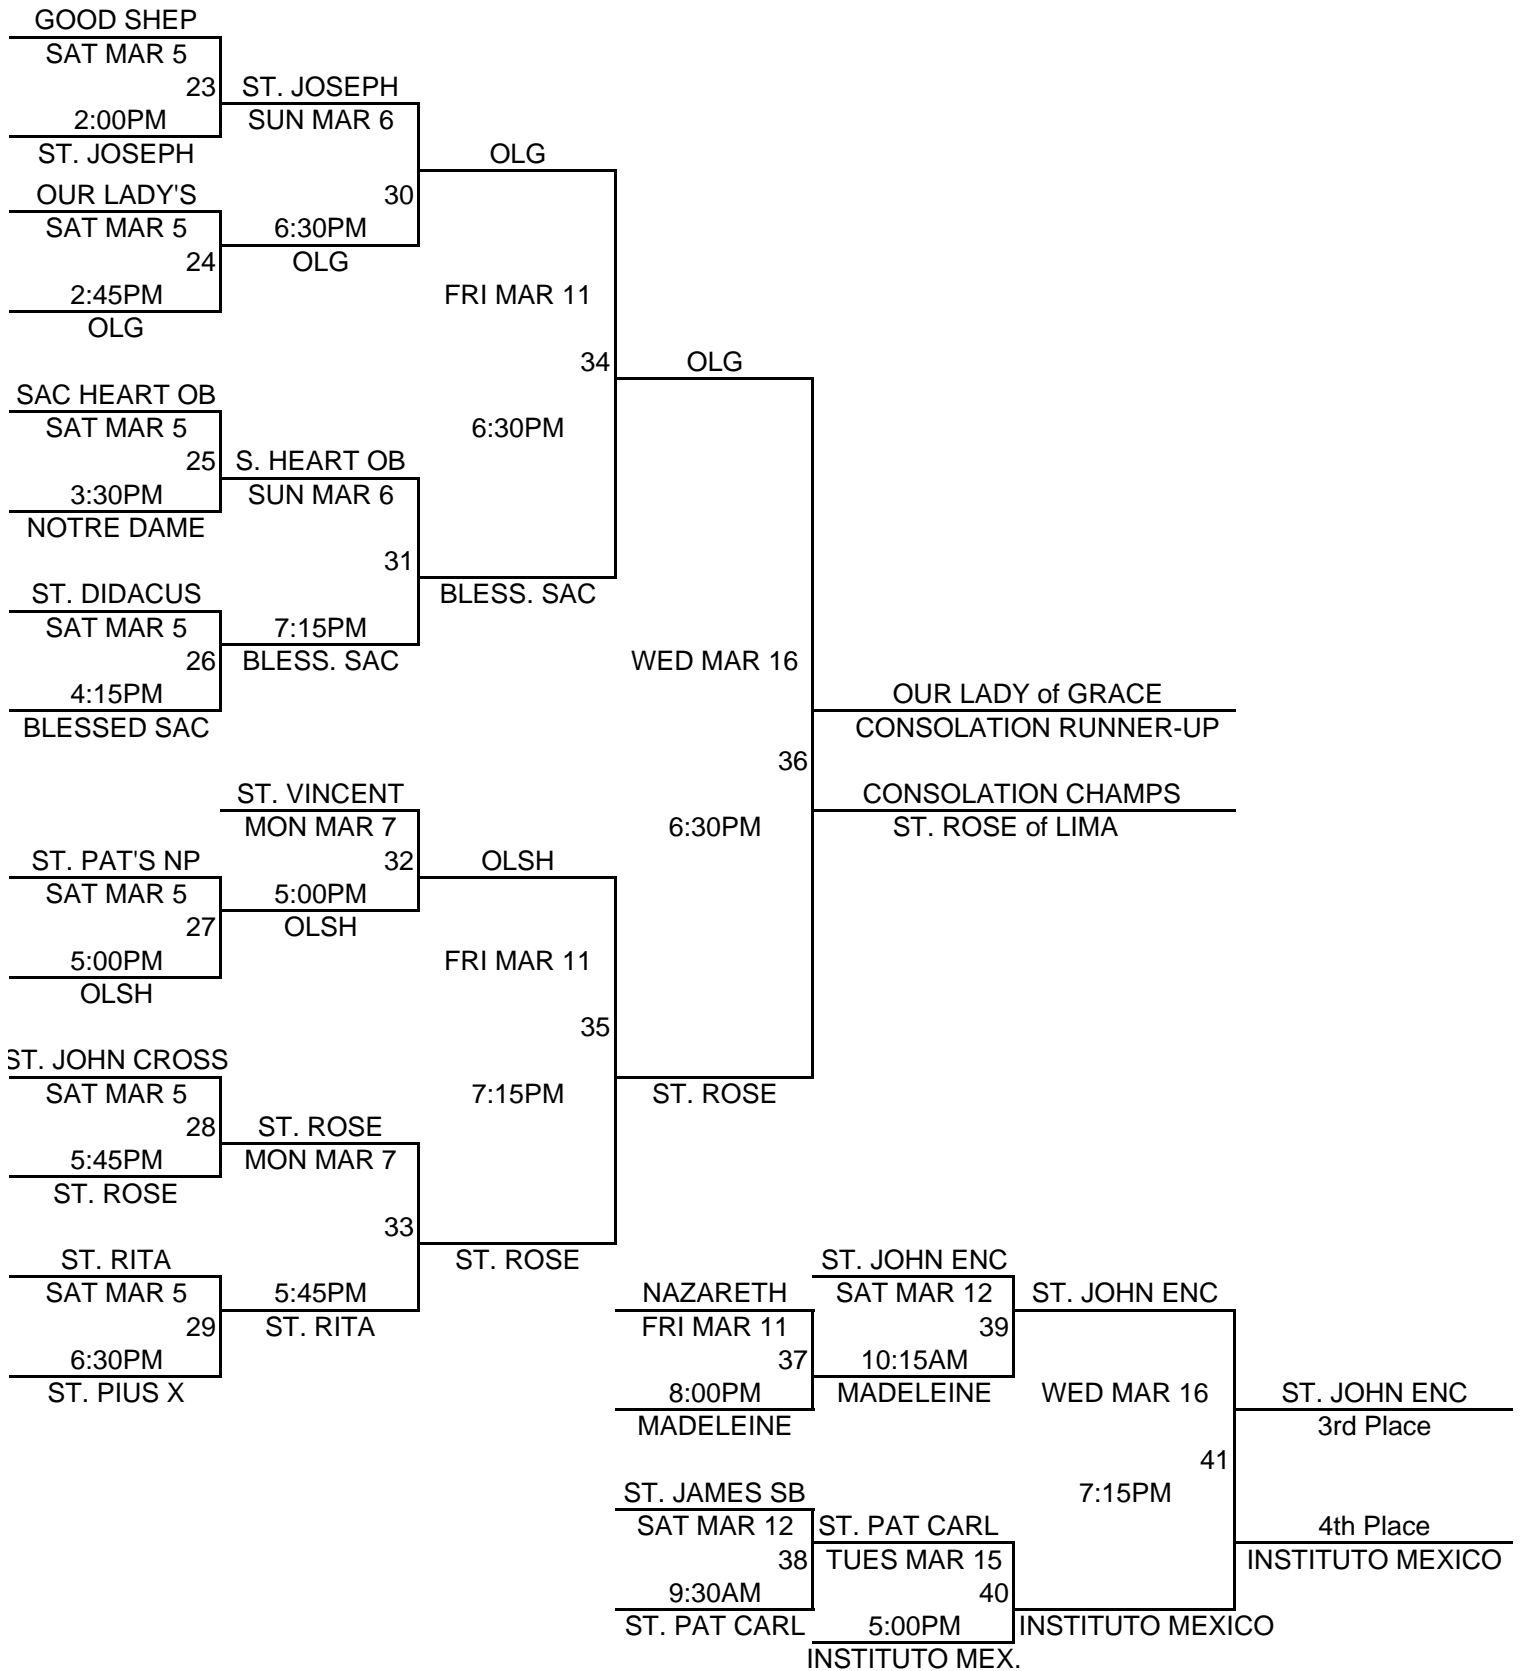 GOOD SHEP
SAT MAR 5
23
2:00PM
ST. JOSEPH
ST. JOSEPH
SUN MAR 6
30
6:30PM
OLG
OUR LADY'S
SAT MAR 5
24
2:45PM
OLG
OLG
FRI MAR 11
34
6:30PM
BLESS. SAC
SAC HEART OB
SAT MAR 5
25
3:30PM
NOTRE DAME
S. HEART OB
SUN MAR 6
31
7:15PM
BLESS. SAC
ST. DIDACUS
SAT MAR 5
26
4:15PM
BLESSED SAC
OLG
WED MAR 16
36
6:30PM
ST. ROSE
OUR LADY of GRACE
CONSOLATION RUNNER-UP
CONSOLATION CHAMPS
ST. ROSE of LIMA
ST. VINCENT
MON MAR 7
32
5:00PM
OLSH
ST. PAT'S NP
SAT MAR 5
27
5:00PM
OLSH
OLSH
FRI MAR 11
35
7:15PM
ST. ROSE
ST. JOHN CROSS
SAT MAR 5
28
5:45PM
ST. ROSE
ST. ROSE
MON MAR 7
33
5:45PM
ST. RITA
ST. RITA
SAT MAR 5
29
6:30PM
ST. PIUS X
NAZARETH
FRI MAR 11
37
8:00PM
MADELEINE
ST. JOHN ENC
SAT MAR 12
39
10:15AM
MADELEINE
ST. JAMES SB
SAT MAR 12
38
9:30AM
ST. PAT CARL
ST. PAT CARL
TUES MAR 15
40
5:00PM
INSTITUTO MEX.
ST. JOHN ENC
WED MAR 16
41
7:15PM
INSTITUTO MEXICO
ST. JOHN ENC
3rd Place
4th Place
INSTITUTO MEXICO